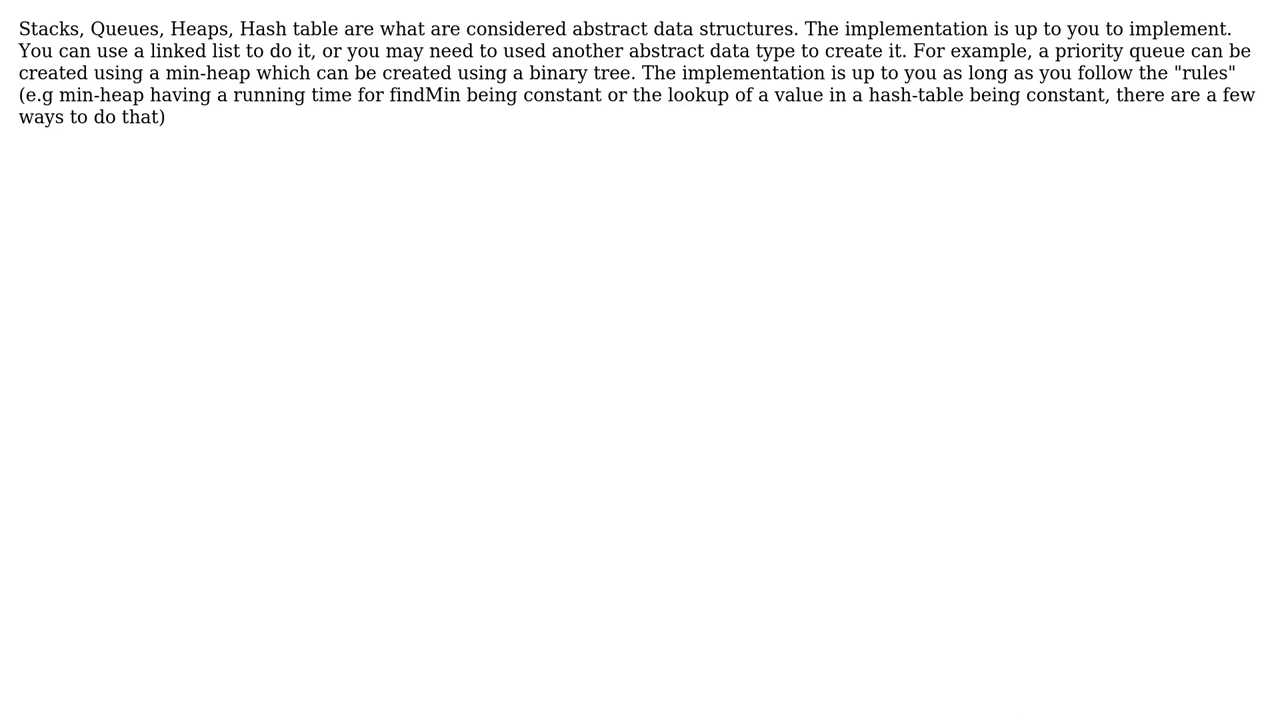 Stacks, Queues, Heaps, Hash table are what are considered abstract data structures. The implementation is up to you to implement.
You can use a linked list to do it, or you may need to used another abstract data type to create it. For example, a priority queue can be
created using a min-heap which can be created using a binary tree. The implementation is up to you as long as you follow the "rules"
(e.g min-heap having a running time for findMin being constant or the lookup of a value in a hash-table being constant, there are a few
ways to do that)